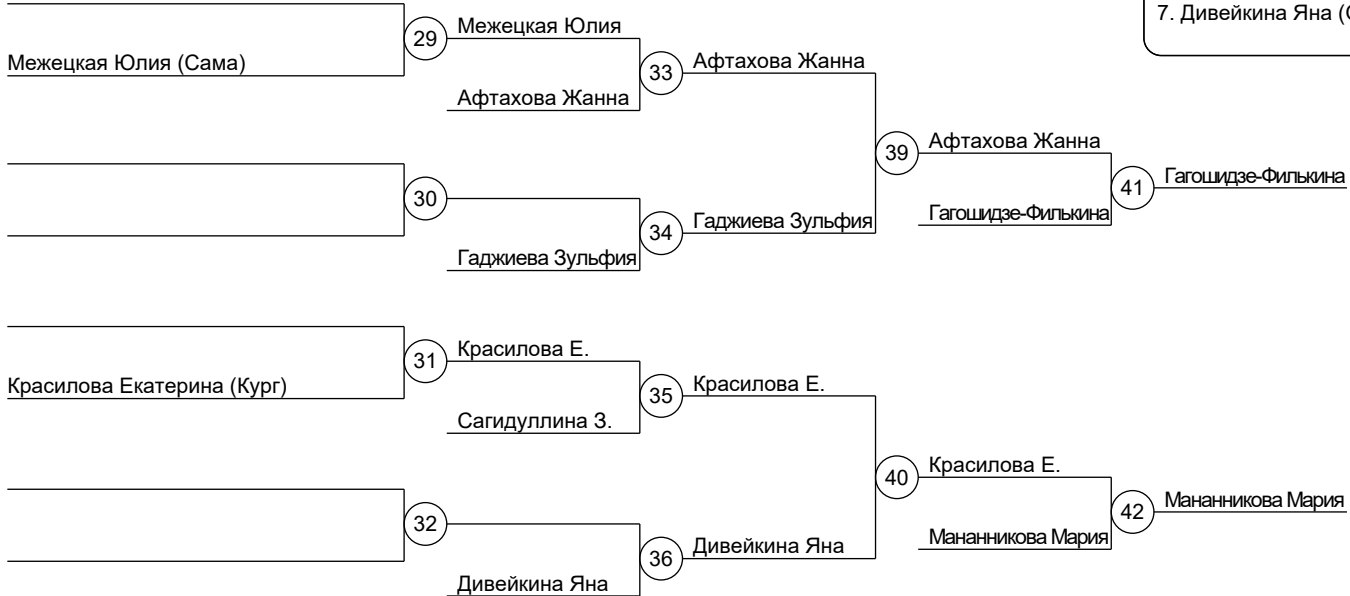 7. Дивейкина Яна (
29
Межецкая Юлия
Межецкая Юлия (Сама)
33
Афтахова Жанна
Афтахова Жанна
39
Афтахова Жанна
41
Гагошидзе-Филькина
30
34
Гаджиева Зульфия
Гагошидзе-Филькина
Гаджиева Зульфия
31
Красилова Е.
Красилова Екатерина (Кург)
35
Красилова Е.
Сагидуллина З.
40
Красилова Е.
42
Мананникова Мария
32
Мананникова Мария
36
Дивейкина Яна
Дивейкина Яна